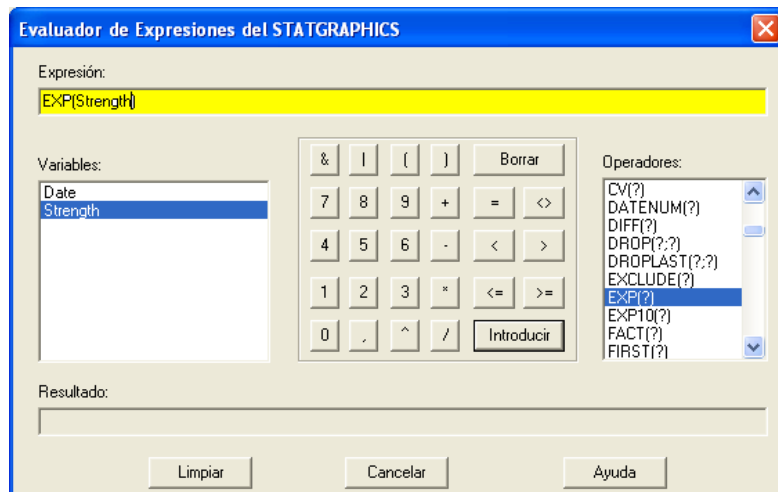 Evaluador de Expresiones del STATGRAPHICS
Expresión:
EXP(Strength)
Variables:
Date
Strength
& | ( ) Borrar
7 8 9 + = <>
4 5 6 - < >
1 2 3 * <= >=
0 , ^ / Introducir
Operadores:
CV(?)
DATENUM(?)
DIFF(?)
DROP(?;?)
DROPLAST(?;?)
EXCLUDE(?)
EXP(?)
EXP10(?)
FACT(?)
FIRST(?)
Resultado:
Limpiar Cancelar Ayuda